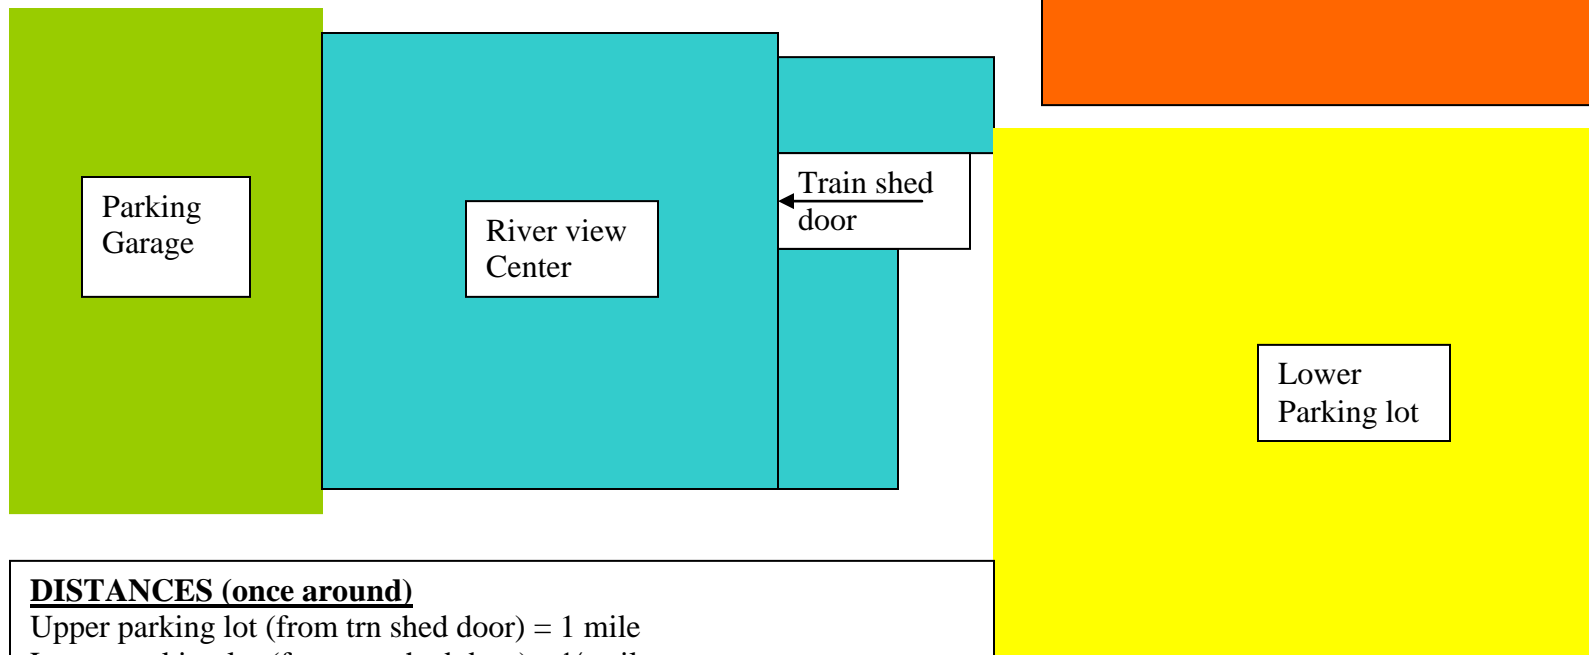 Parking
Garage
River view
Center
Train shed
door
Lower
Parking lot
DISTANCES (once around)
Upper parking lot (from trn shed door) = 1 mile